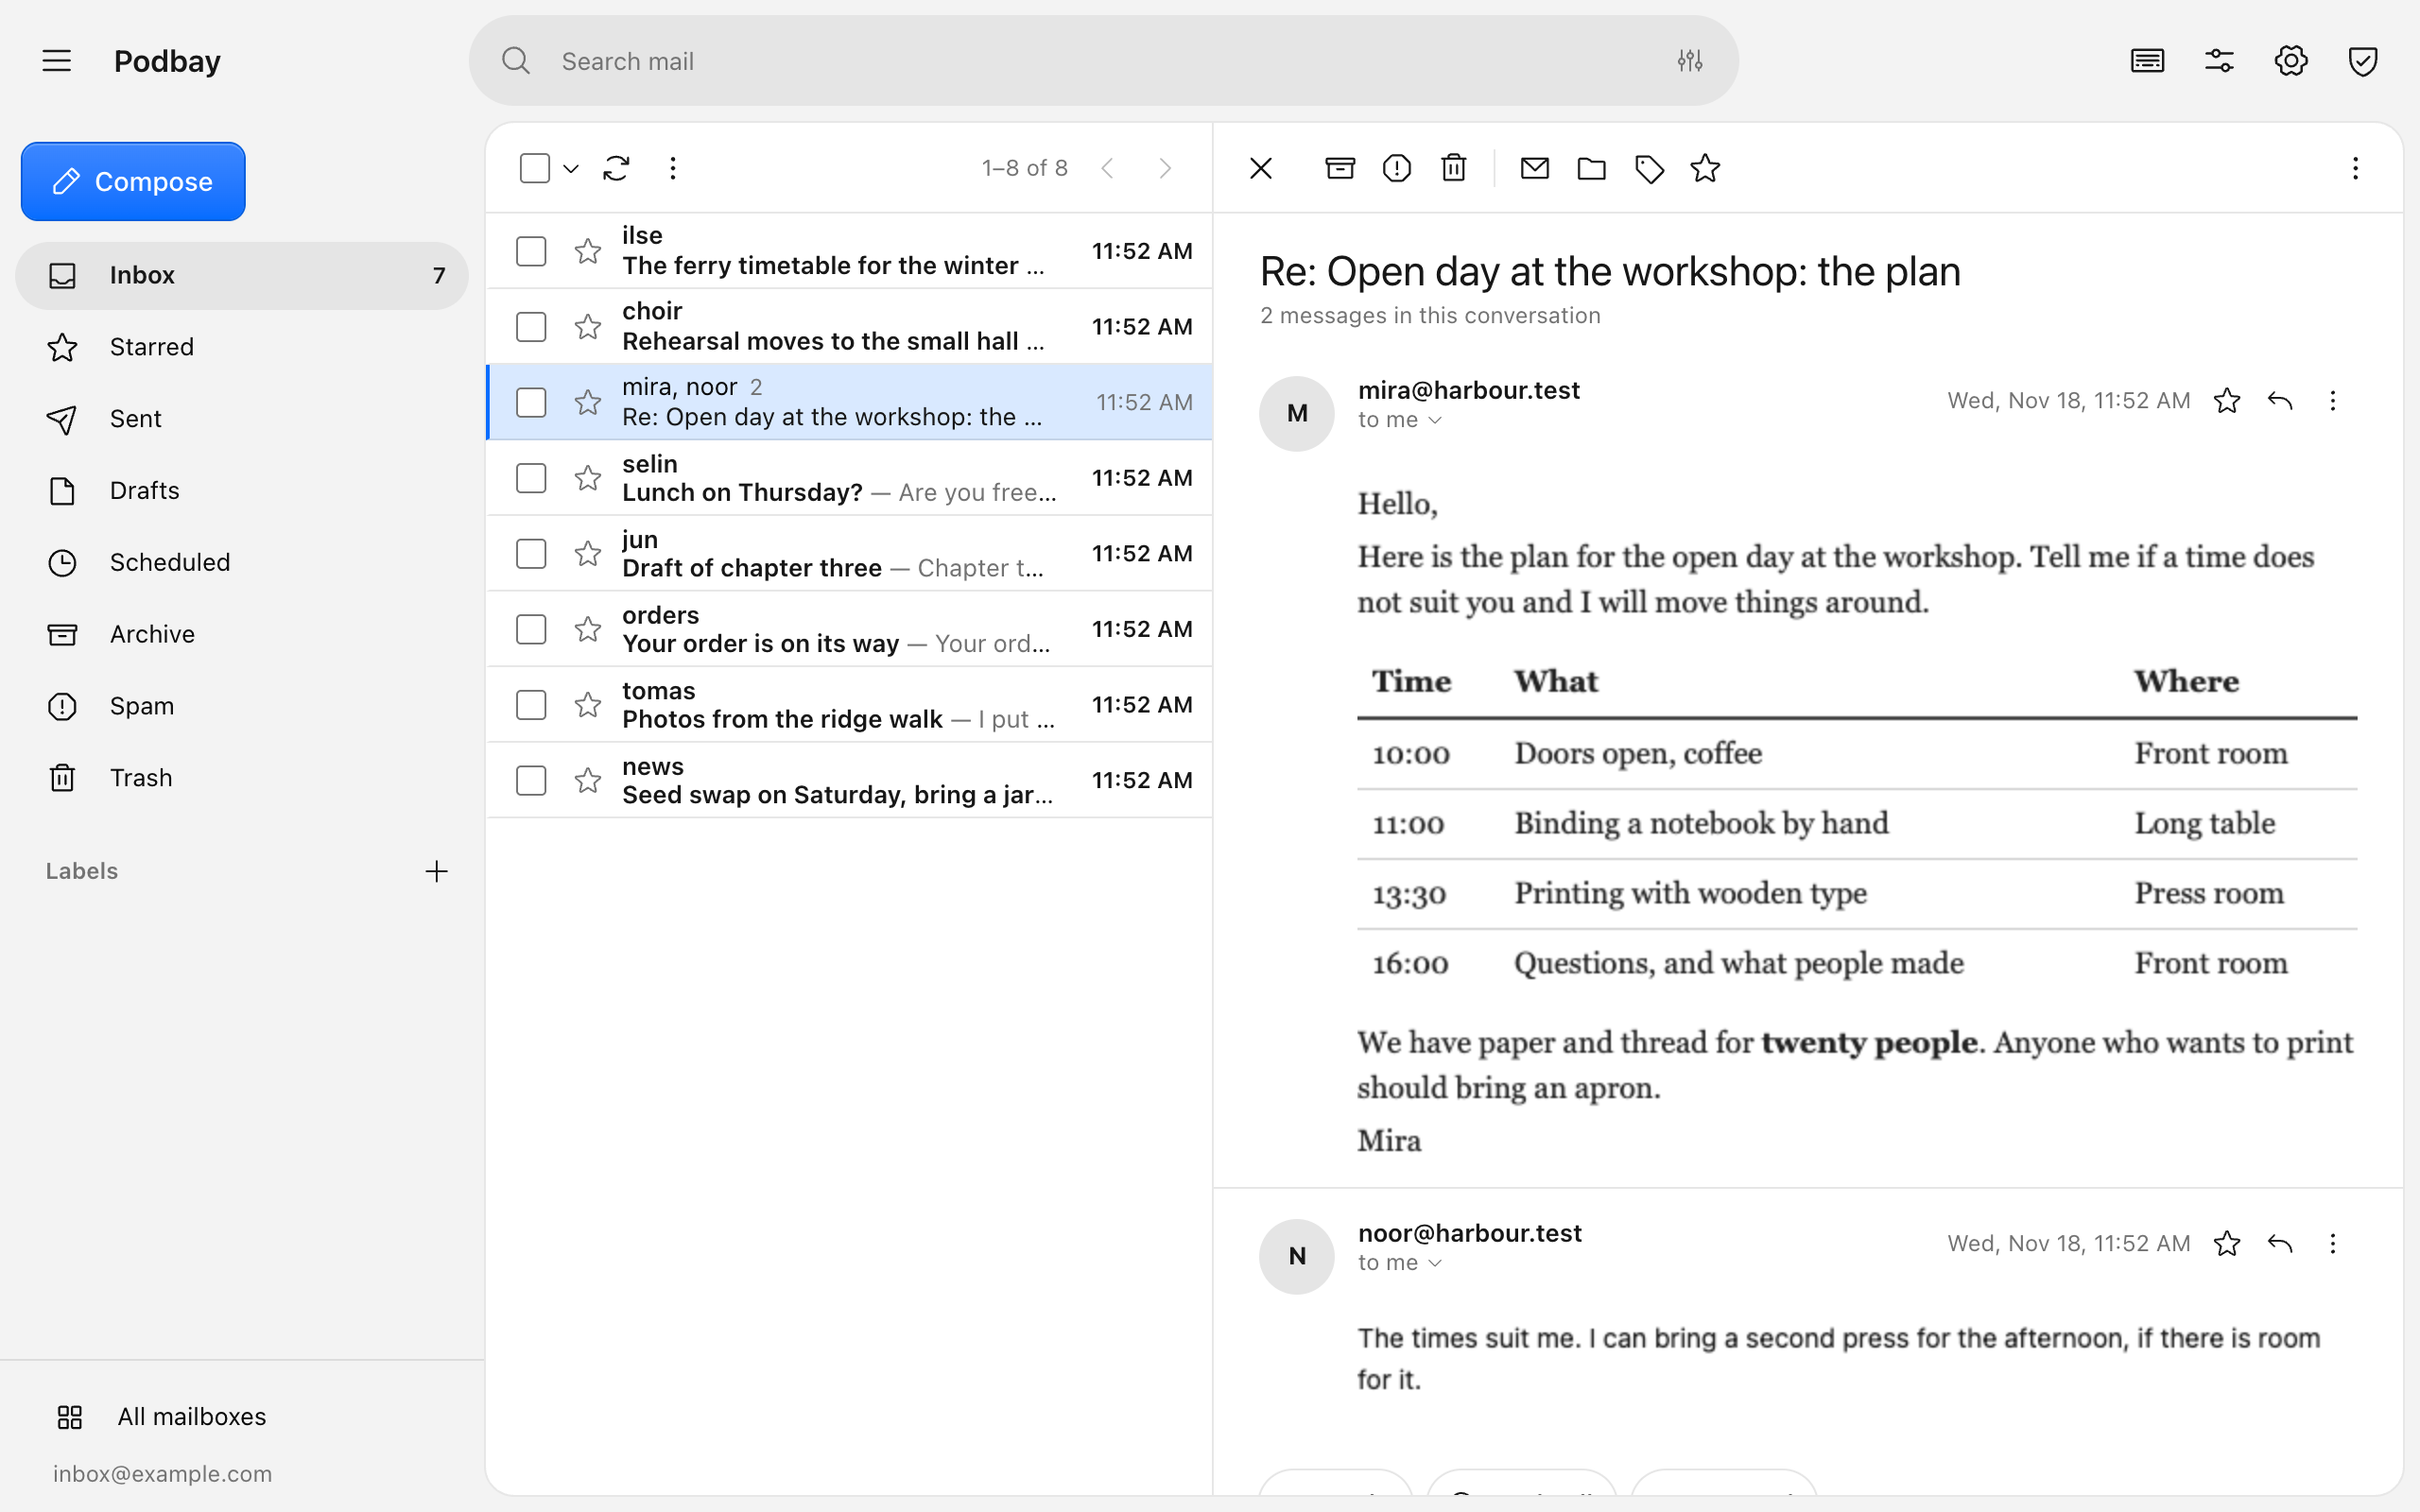 Podbay
Search mail
Compose
Inbox 7
Starred
Sent
Drafts
Scheduled
Archive
Spam
Trash
Labels
All mailboxes
inbox@example.com
1–8 of 8
ilse
The ferry timetable for the winter ... 11:52 AM
choir
Rehearsal moves to the small hall ... 11:52 AM
mira, noor 2
Re: Open day at the workshop: the ... 11:52 AM
selin
Lunch on Thursday? — Are you free... 11:52 AM
jun
Draft of chapter three — Chapter t... 11:52 AM
orders
Your order is on its way — Your ord... 11:52 AM
tomas
Photos from the ridge walk — I put ... 11:52 AM
news
Seed swap on Saturday, bring a jar... 11:52 AM
Re: Open day at the workshop: the plan
2 messages in this conversation
M
mira@harbour.test
to me
Wed, Nov 18, 11:52 AM
Hello,
Here is the plan for the open day at the workshop. Tell me if a time does
not suit you and I will move things around.
Time What Where
10:00 Doors open, coffee Front room
11:00 Binding a notebook by hand Long table
13:30 Printing with wooden type Press room
16:00 Questions, and what people made Front room
We have paper and thread for twenty people. Anyone who wants to print
should bring an apron.
Mira
N
noor@harbour.test
to me
Wed, Nov 18, 11:52 AM
The times suit me. I can bring a second press for the afternoon, if there is room
for it.